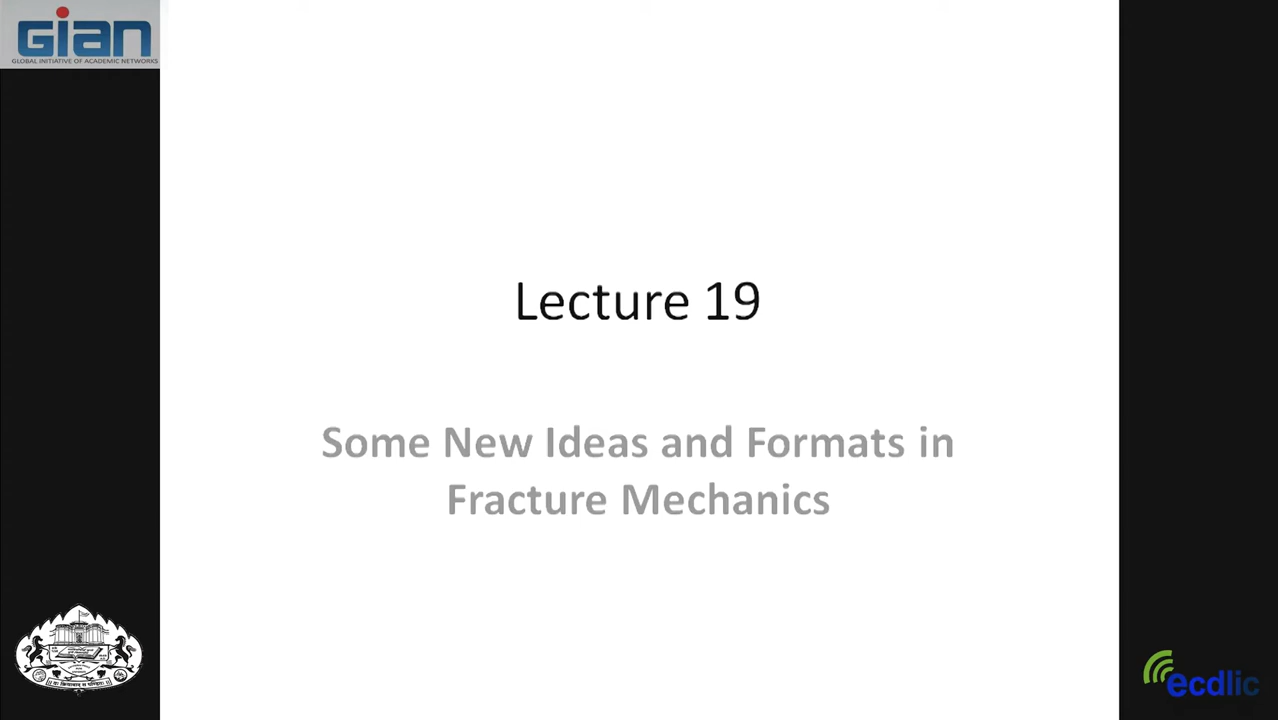 Gian
GLOBAL INITIATIVE OF ACADEMIC NETWORKS
Lecture 19
Some New Ideas and Formats in
Fracture Mechanics
ecdlic